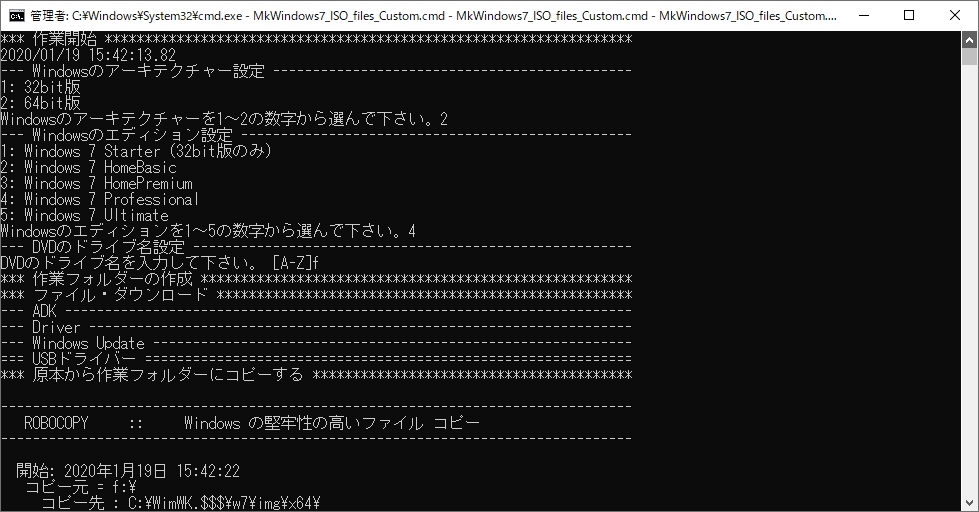 管理者: C:¥Windows¥System32¥cmd.exe - MkWindows7_ISO_files_Custom.cmd - MkWindows7_ISO_files_Custom.cmd - MkWindows7_ISO_files_Custom....
*** 作業開始 ******************************************************************
2020/01/19 15:42:13.82
--- Windowsのアーキテクチャー設定 ---------------------------------------------
1: 32bit版
2: 64bit版
Windowsのアーキテクチャーを1～2の数字から選んで下さい。2
--- Windowsのエディション設定 -------------------------------------------------
1: Windows 7 Starter (32bit版のみ)
2: Windows 7 HomeBasic
3: Windows 7 HomePremium
4: Windows 7 Professional
5: Windows 7 Ultimate
Windowsのエディションを1～5の数字から選んで下さい。4
--- DVDのドライブ名設定 -------------------------------------------------------
DVDのドライブ名を入力して下さい。 [A-Z]f
*** 作業フォルダーの作成 ******************************************************
*** ファイル・ダウンロード ****************************************************
--- ADK -----------------------------------------------------------------------
--- Driver --------------------------------------------------------------------
--- Windows Update ------------------------------------------------------------
=== USBドライバー =============================================================
*** 原本から作業フォルダーにコピーする ****************************************
-------------------------------------------------------------------------------
ROBOCOPY :: Windows の堅牢性の高いファイル コピー
-------------------------------------------------------------------------------
開始: 2020年1月19日 15:42:22
コピー元 = f:¥
コピー先 : C:¥WimWK.$$$¥w7¥img¥x64¥